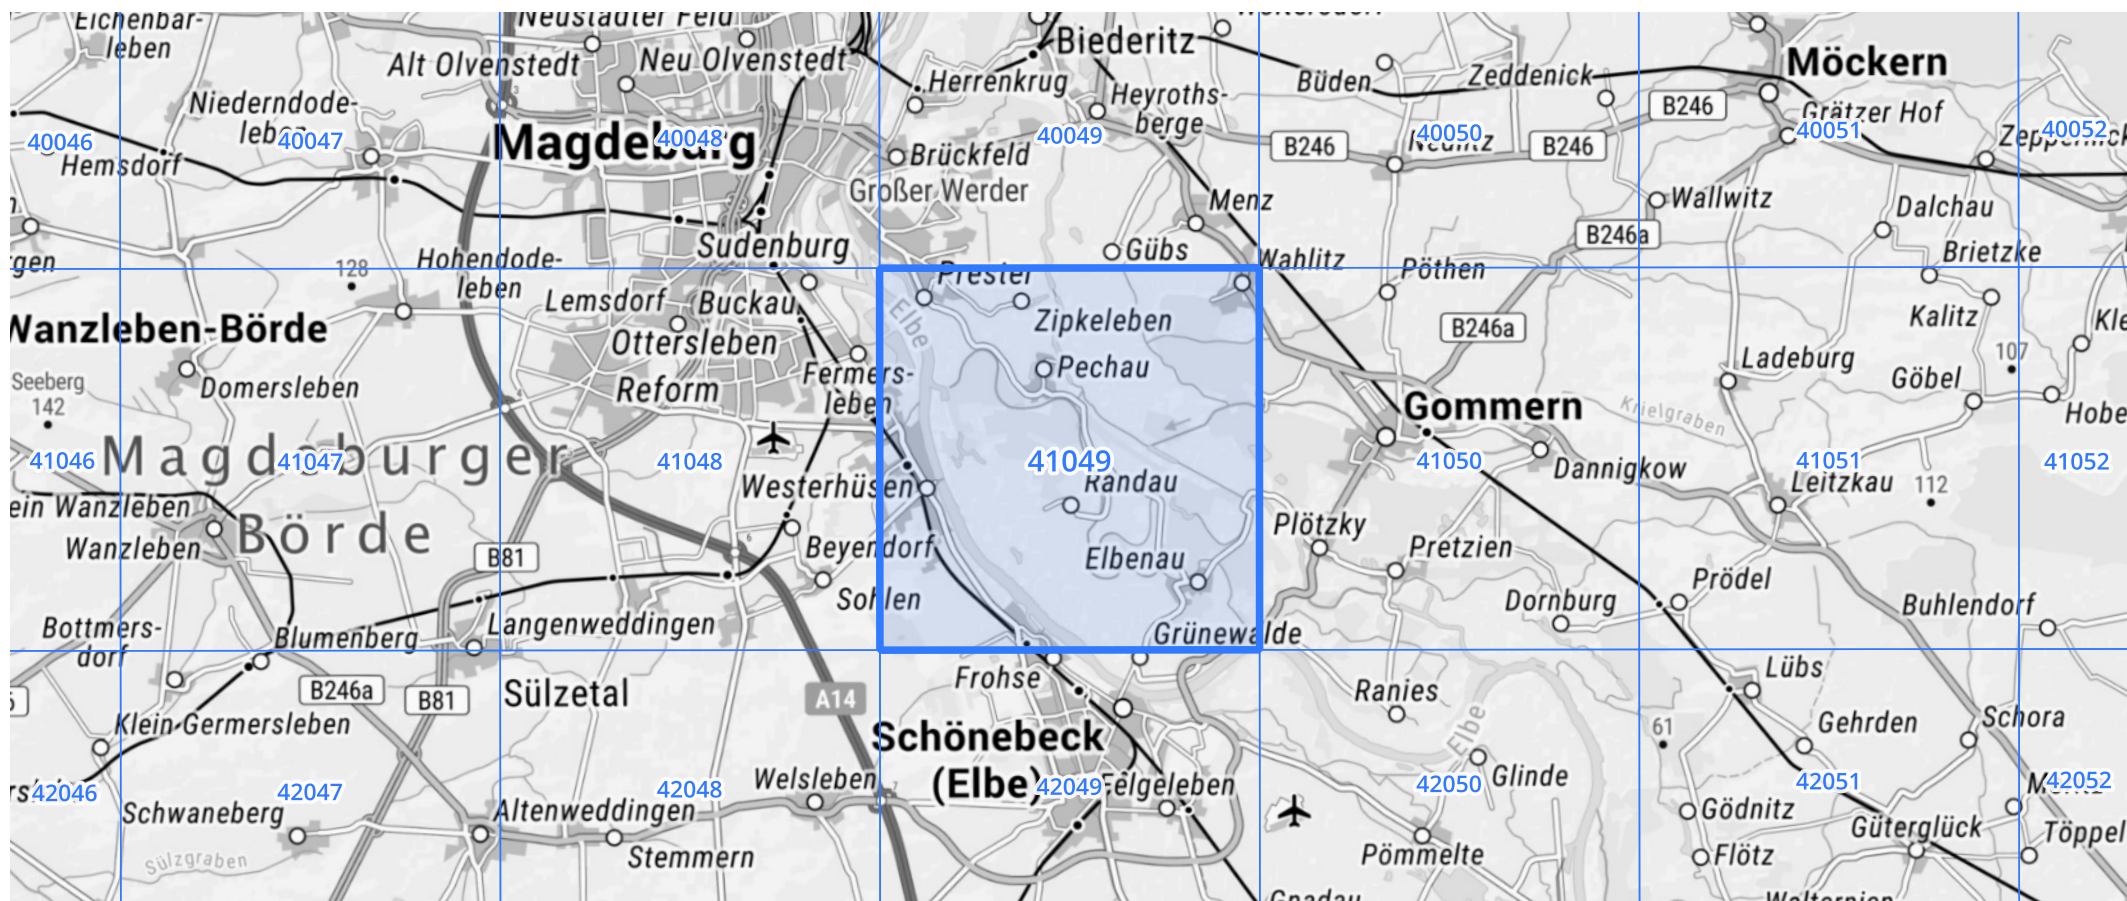 Eichenbar-
leben
Neustädter Feld
Alt Olvenstedt
Neu Olvenstedt
Biederitz
Herrenkrug
Büden
Zeddenick
Möckern
Niederndode-
leben
Heyroths-
berge
B246
Grätzer Hof
40046
40047
40048
40049
40050
40051
40052
Hemsdorf
Magdeburg
Brückfeld
B246
Nedlitz
B246
Zeppernick
Großer Werder
Menz
Wallwitz
Dalchau
B246a
Sudenburg
Gübs
Wahlitz
Brietzke
Hohendode-
leben
128
Pöthen
Prester
Lemsdorf
Buckau
Elbe
Zipkeleben
Kalitz
Wanzleben-Börde
Ottersleben
B246a
107
Ladeburg
Pechau
Göbel
Seeberg
142
Domersleben
Reform
Fermers-
leben
Gommern
Krielgraben
Magdeburger
Börde
41046
41047
41048
41049
41050
41051
41052
Dannigkow
Leitzkau
112
Westerhüsen
Randau
Wanzleben
Plötzky
Pretzien
B81
6
Beyendorf
Elbenau
Prödel
Sohlen
Dornburg
Buhlendorf
Bottmers-
dorf
Blumenberg
Langenweddingen
Grünewalde
Lübs
Frohse
B246a
B81
Sülzetal
A14
Ranies
61
Elbe
Klein Germersleben
Schönebeck
(Elbe)
Gehrden
Schora
42046
42047
42048
Welsleben
42049
Felgeleben
42050
Glinde
42051
42052
Schwaneberg
Altenweddingen
Gödnitz
Güterglück
Sülzgraben
Stemmern
Pömmelte
Flötz
Gnadau